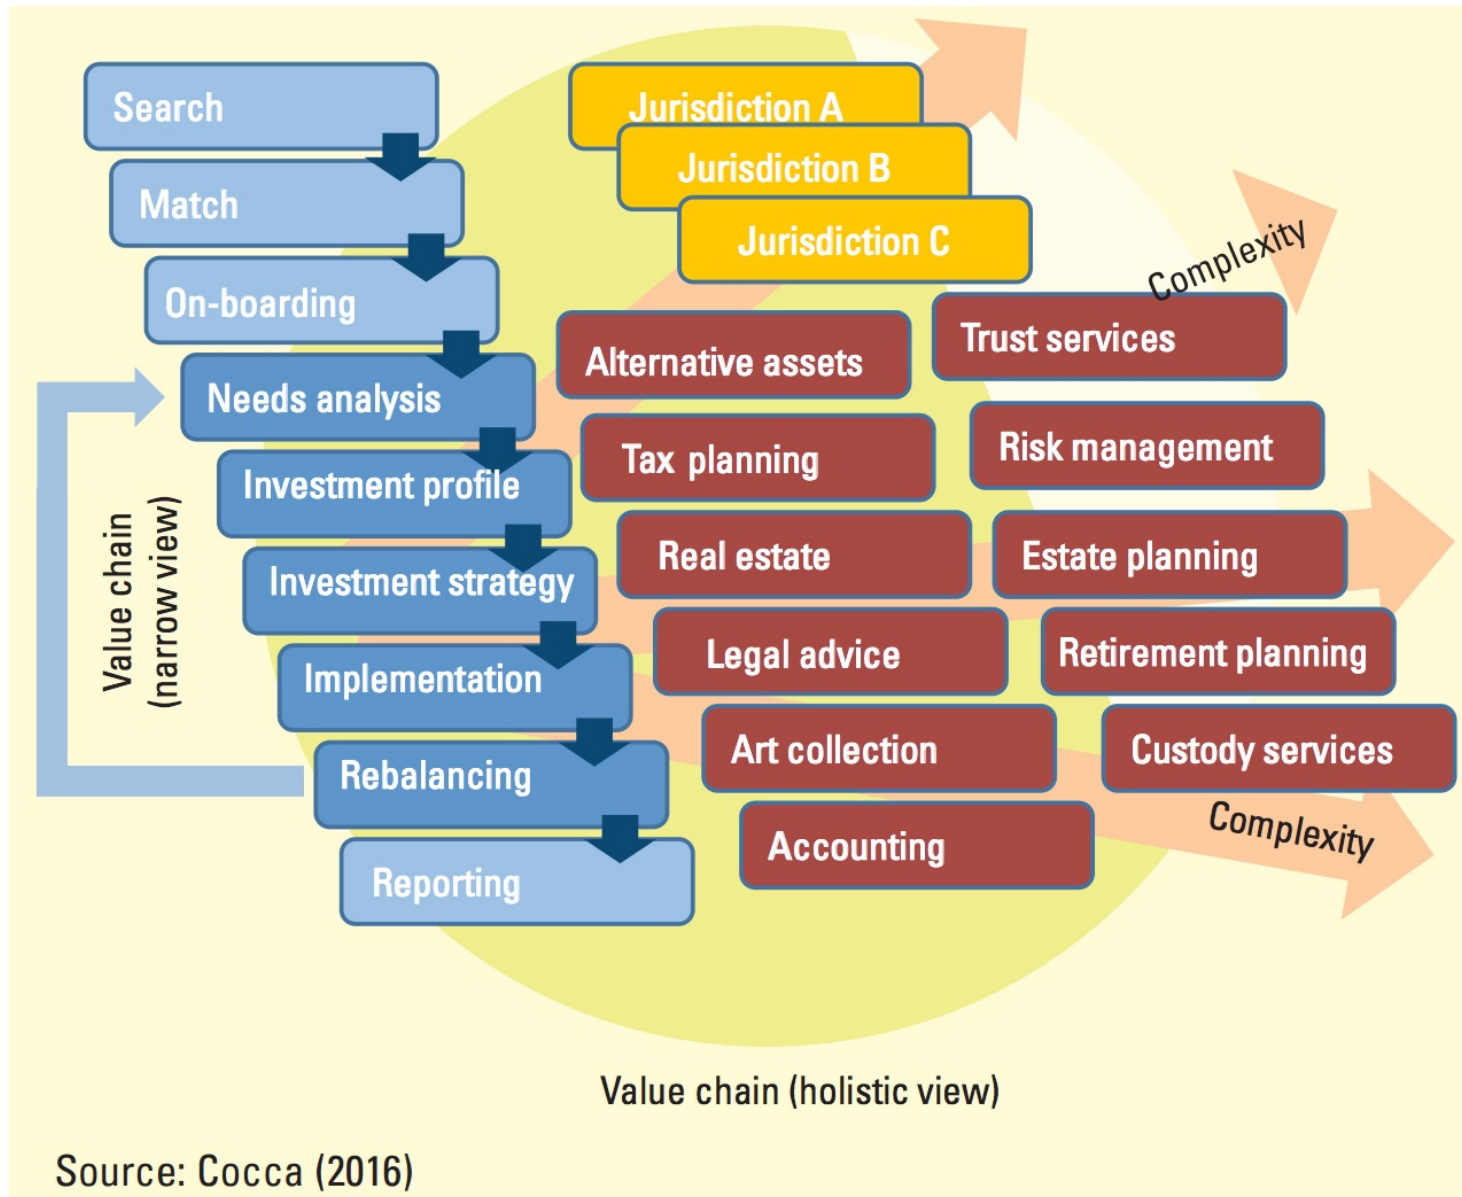 Search
Match
On-boarding
Needs analysis
Investment profile
Investment strategy
Implementation
Rebalancing
Reporting
Value chain
(narrow view)
Jurisdiction A
Jurisdiction B
Jurisdiction C
Alternative assets
Tax planning
Real estate
Legal advice
Art collection
Accounting
Complexity
Trust services
Risk management
Estate planning
Retirement planning
Custody services
Complexity
Value chain (holistic view)
Source: Cocca (2016)